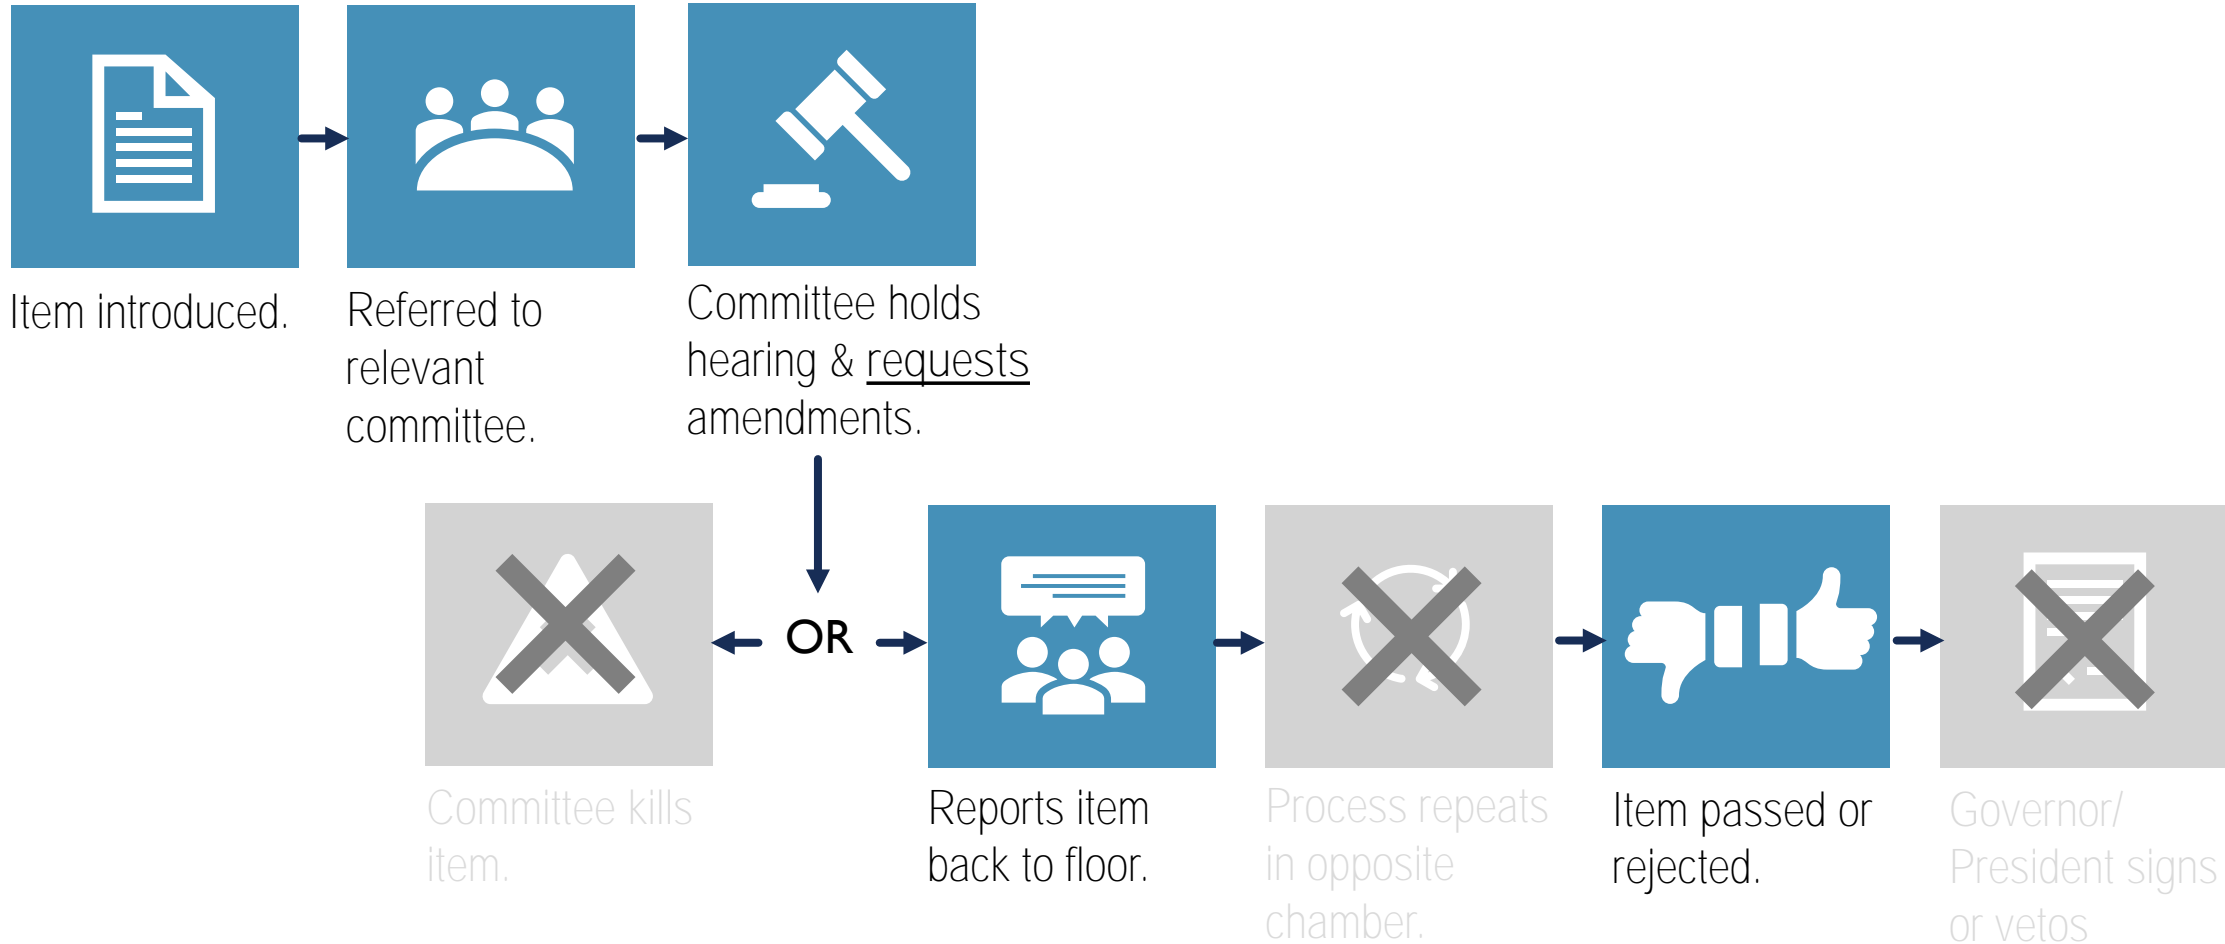 Item introduced.
Referred to
relevant
committee.
Committee holds
hearing & requests
amendments.
OR
Committee kills
item.
Reports item
back to floor.
Process repeats
in opposite
chamber.
Item passed or
rejected.
Governor/
President signs
or vetos